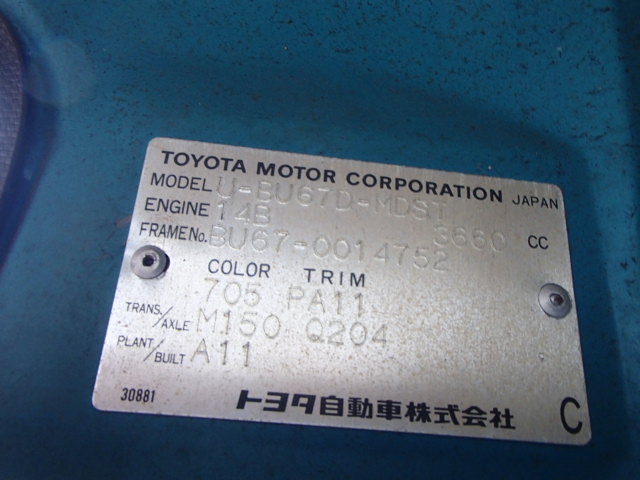 TOYOTA MOTOR CORPORATION JAPAN
MODEL U-BU67D-MDST
ENGINE 14B 3660 CC
FRAME No. BU67-0014752
COLOR TRIM
705 PA11
TRANS./AXLE M150 Q204
PLANT/BUILT A11
30881 トヨタ自動車株式会社 C